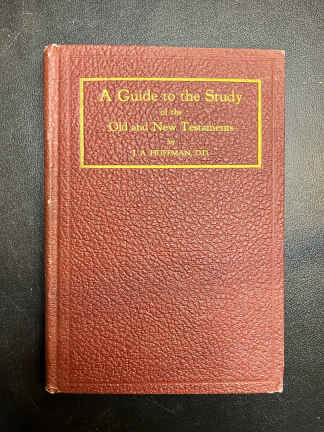 A Guide to the Study
of the
Old and New Testaments
by
J. A. HUFFMAN, D.D.